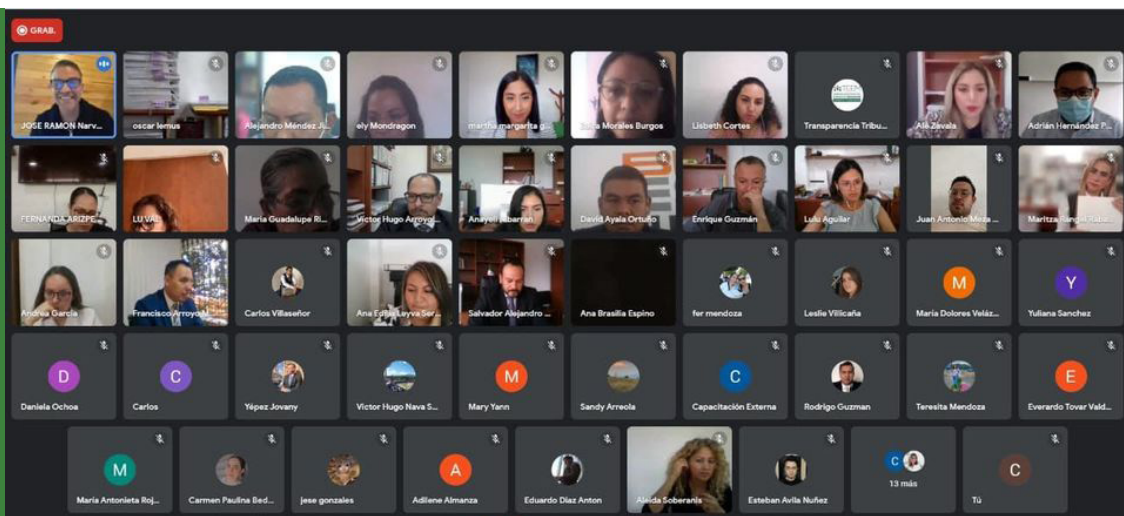 GRAB.
JOSE RAMON Narv...
oscar lemus
Alejandro Méndez Ji...
ely Mondragon
martha margarita g...
Morales Burgos
Lisbeth Cortes
Transparencia Tribu...
TEEM
Ale Zavala
Adrián Hernández P...
FERNANDA ARIZPE...
LU VAL
Maria Guadalupe Ri...
Victor Hugo Arroyo...
Anayeli
David Ayala Ortuño
Enrique Guzmán
Lulu Aguilar
Juan Antonio Meza ...
Maritza Rangel
Andrea García
Francisco Arroyo
Carlos Villaseñor
Ana Edilia Leyva Ser...
Salvador Alejandro ...
Ana Brasilia Espino
fer mendoza
Leslie Villicaña
M
María Dolores Veláz...
Y
Yuliana Sanchez
D
Daniela Ochoa
C
Carlos
Yépez Jovany
Victor Hugo Nava S...
M
Mary Yann
Sandy Arreola
C
Capacitación Externa
Rodrigo Guzman
Teresita Mendoza
E
Everardo Tovar Vald...
M
María Antonieta Roj...
Carmen Paulina Bed...
jese gonzales
A
Adilene Almanza
Eduardo Diaz Anton
Aleida Soberanis
Esteban Avila Nuñez
C
13 más
C
Tú